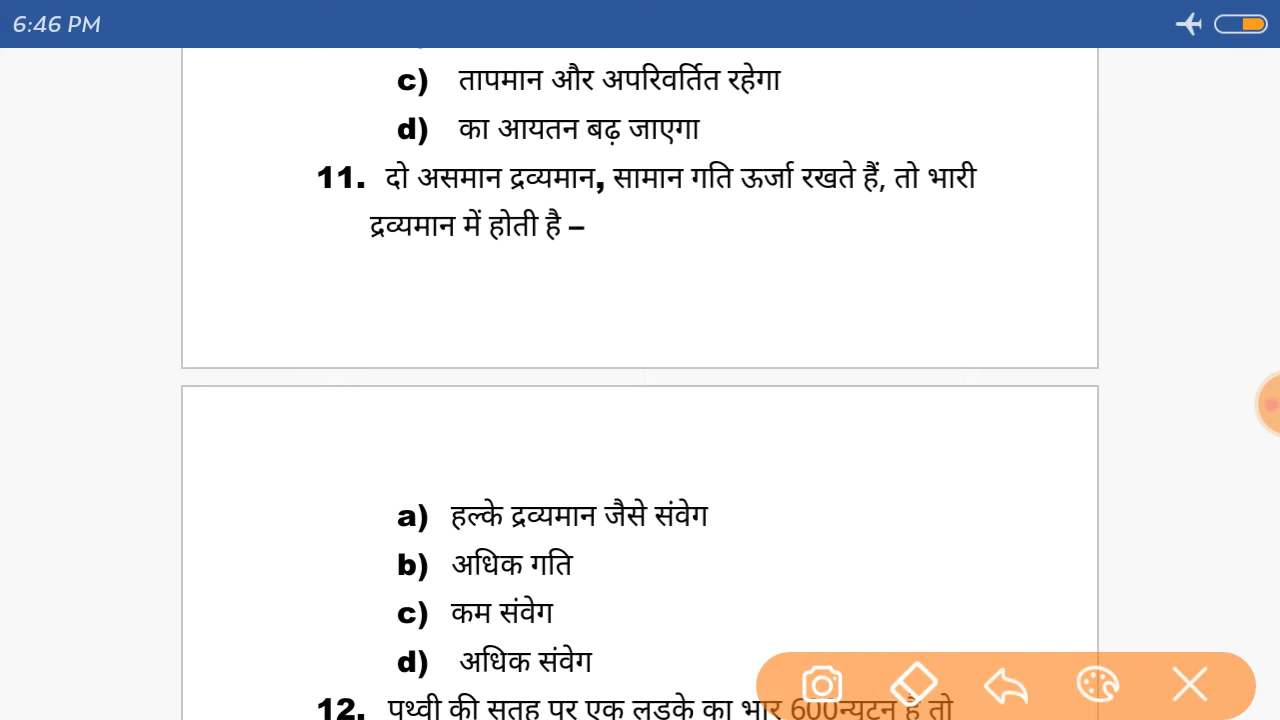 6:46 PM
c) तापमान और अपरिवर्तित रहेगा
d) का आयतन बढ़ जाएगा
11. दो असमान द्रव्यमान, सामान गति ऊर्जा रखते हैं, तो भारी
द्रव्यमान में होती है –
a) हल्के द्रव्यमान जैसे संवेग
b) अधिक गति
c) कम संवेग
d) अधिक संवेग
12. पृथ्वी की सतह पर एक लड़के का भार 600न्यूटन है तो